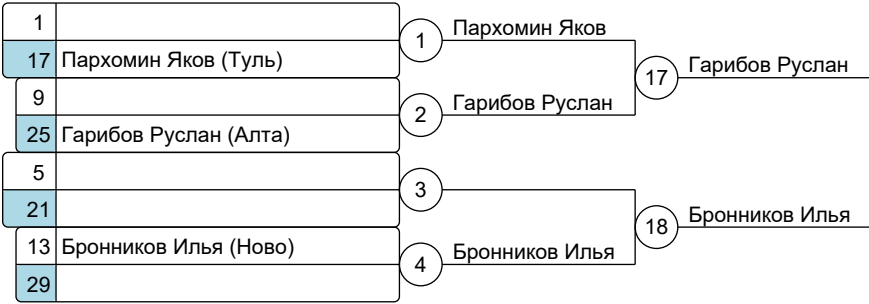 1
17 Пархомин Яков (Туль)
9
25 Гарибов Руслан (Алта)
5
21
13 Бронников Илья (Ново)
29
1 Пархомин Яков
2 Гарибов Руслан
3
4 Бронников Илья
17 Гарибов Руслан
18 Бронников Илья